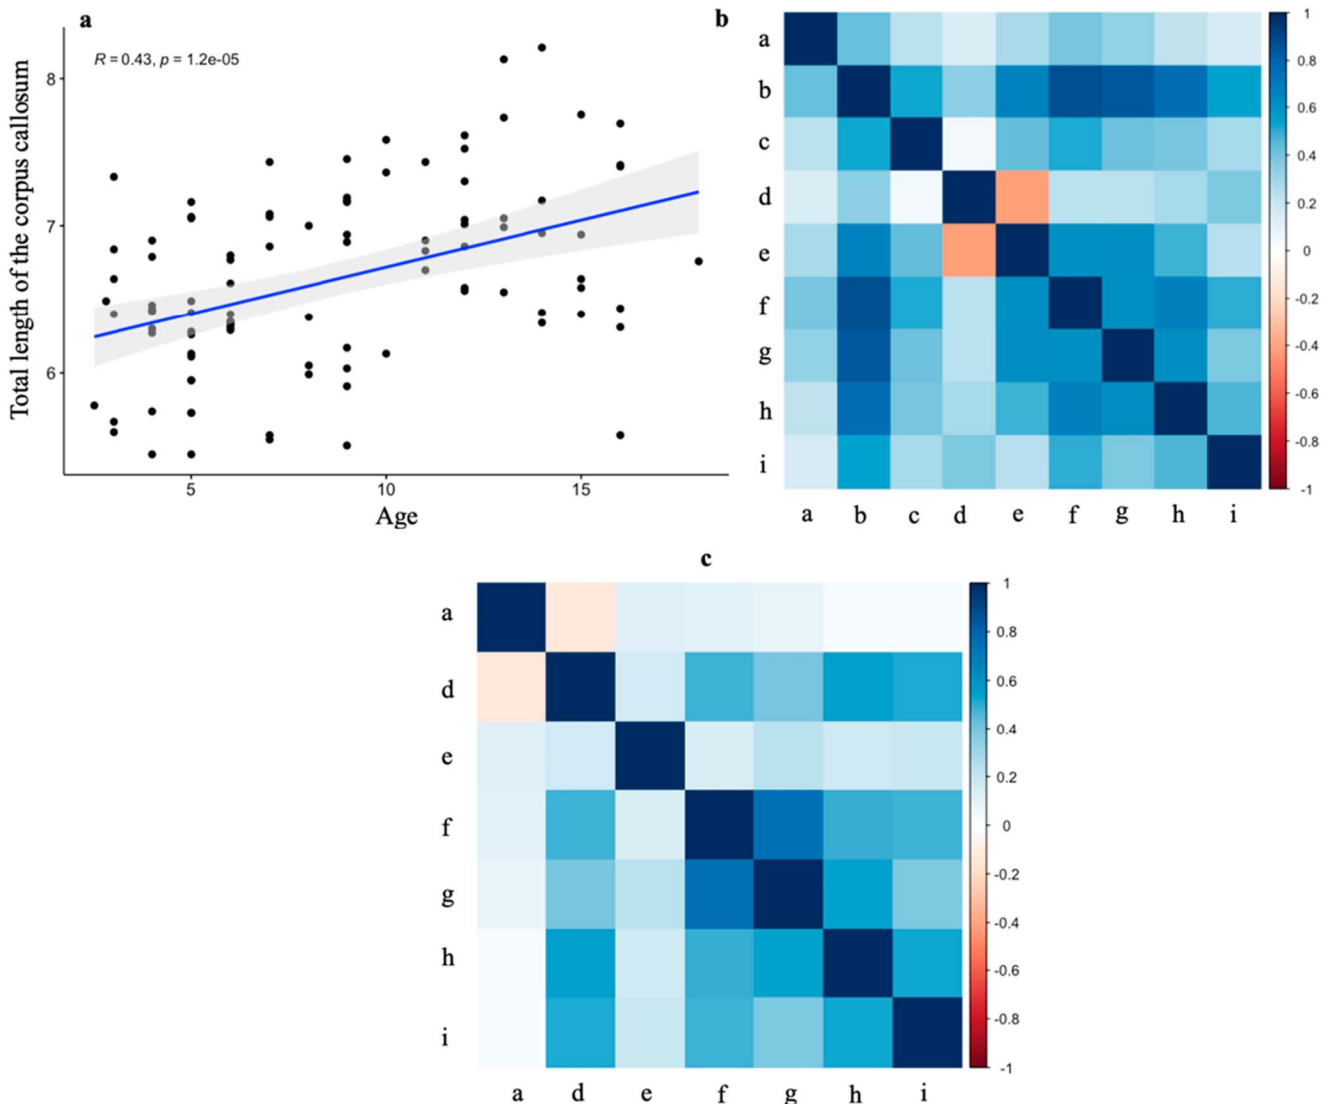 a
R = 0.43, p = 1.2e-05
Total length of the corpus callosum
8
7
6
5 10 15
Age
b
a
b
c
d
e
f
g
h
i
a b c d e f g h i
1
0.8
0.6
0.4
0.2
0
-0.2
-0.4
-0.6
-0.8
-1
c
a
d
e
f
g
h
i
a d e f g h i
1
0.8
0.6
0.4
0.2
0
-0.2
-0.4
-0.6
-0.8
-1